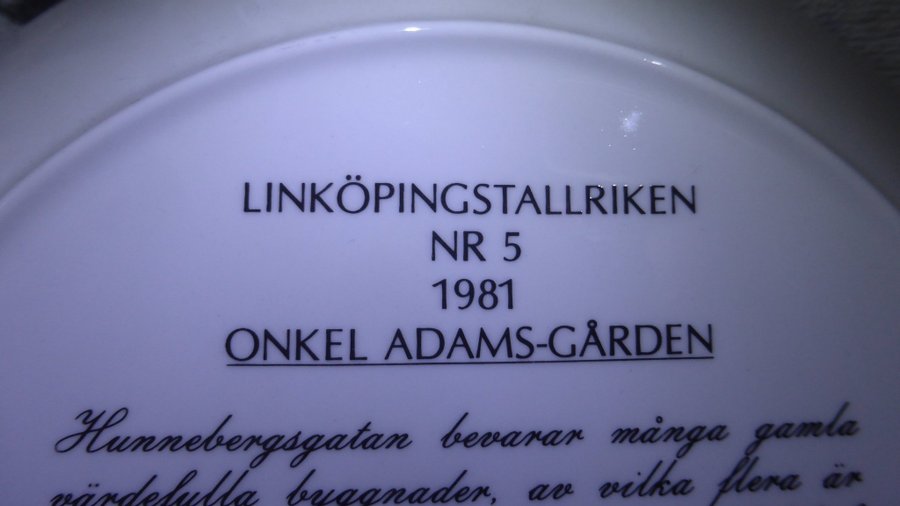 LINKÖPINGSTALLRIKEN
NR 5
1981
ONKEL ADAMS-GÅRDEN
Hunnebergsgatan bevarar många gamla
värdefulla byggnader, av vilka flera är